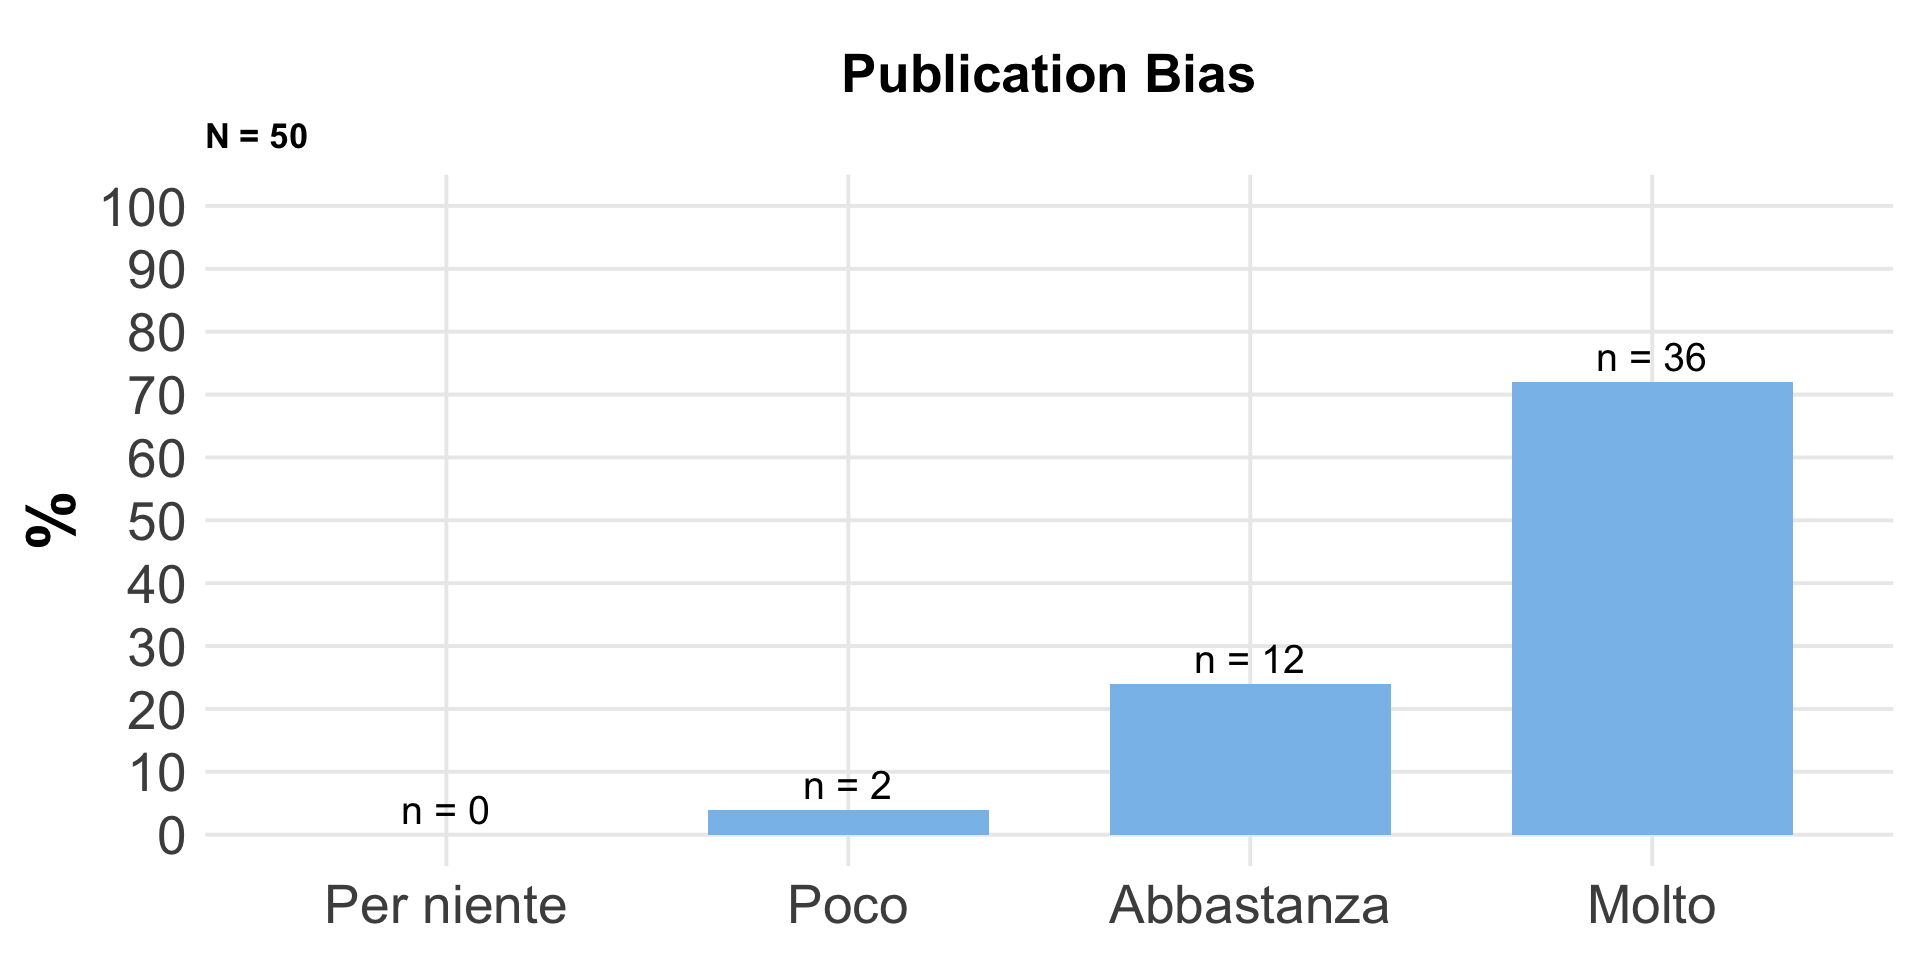 Publication Bias
N = 50
%
100
90
80
70
60
50
40
30
20
10
0
n = 0
n = 2
n = 12
n = 36
Per niente
Poco
Abbastanza
Molto